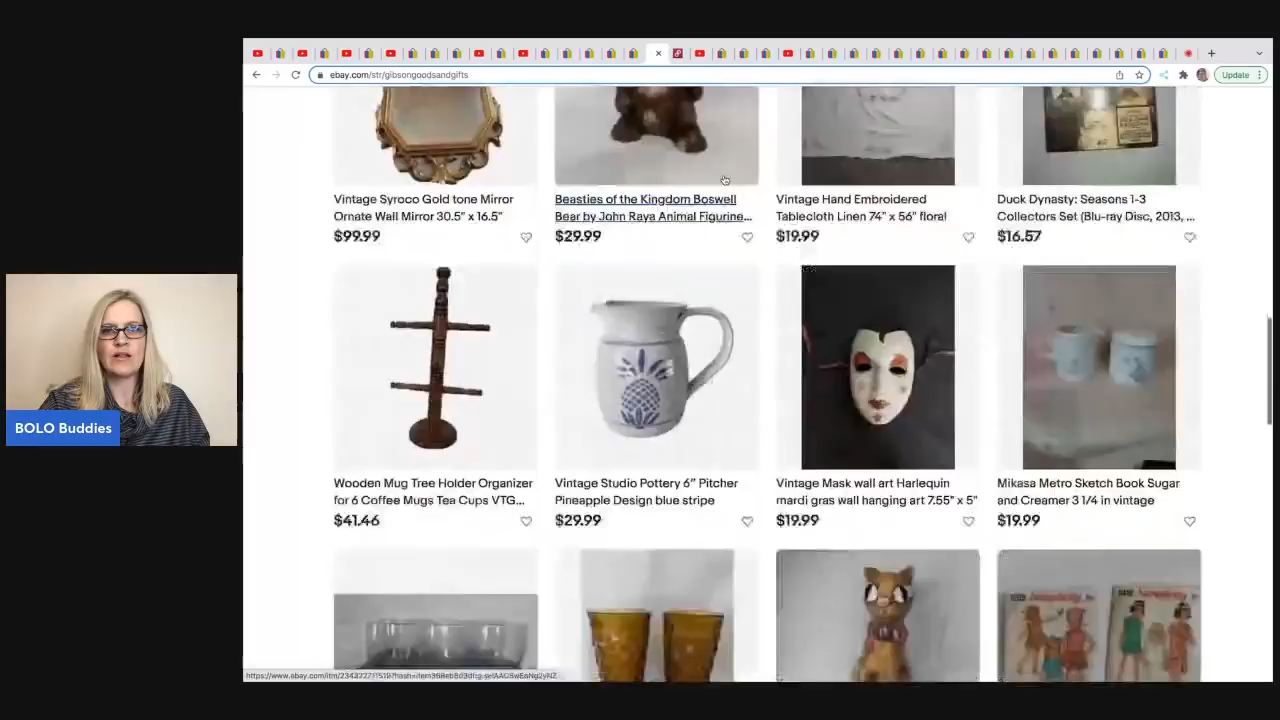 ebay.com/str/gibsongoodsandgifts
Update
Vintage Syroco Gold tone Mirror
Ornate Wall Mirror 30.5" x 16.5"
$99.99
Beasties of the Kingdom Boswell
Bear by John Raya Animal Figurine...
$29.99
Vintage Hand Embroidered
Tablecloth Linen 74" x 56" floral
$19.99
Duck Dynasty: Seasons 1-3
Collectors Set (Blu-ray Disc, 2013, ...
$16.57
Wooden Mug Tree Holder Organizer
for 6 Coffee Mugs Tea Cups VTG...
$41.46
Vintage Studio Pottery 6" Pitcher
Pineapple Design blue stripe
$29.99
Vintage Mask wall art Harlequin
mardi gras wall hanging art 7.55" x 5"
$19.99
Mikasa Metro Sketch Book Sugar
and Creamer 3 1/4 in vintage
$19.99
BOLO Buddies